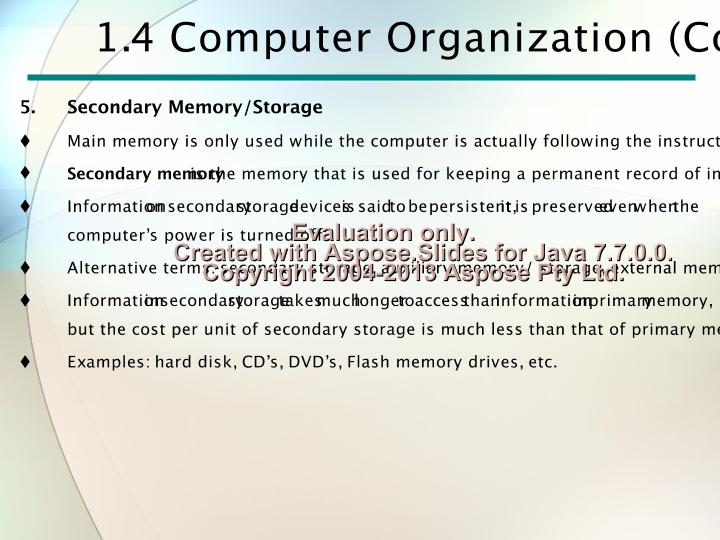 1.4 Computer Organization (Co
5. Secondary Memory/Storage
♦ Main memory is only used while the computer is actually following the instruct
♦ Secondary memory is the memory that is used for keeping a permanent record of in
♦ Information on secondary storage devices is said to be persistent, it is preserved even when the
computer’s power is turned off.
Evaluation only.
Created with Aspose.Slides for Java 7.7.0.0.
Copyright 2004-2013 Aspose Pty Ltd.
♦ Alternative terms: secondary storage, auxiliary memory / storage, external mem
♦ Information in secondary storage takes much longer to access than information in primary memory,
but the cost per unit of secondary storage is much less than that of primary me
♦ Examples: hard disk, CD’s, DVD’s, Flash memory drives, etc.